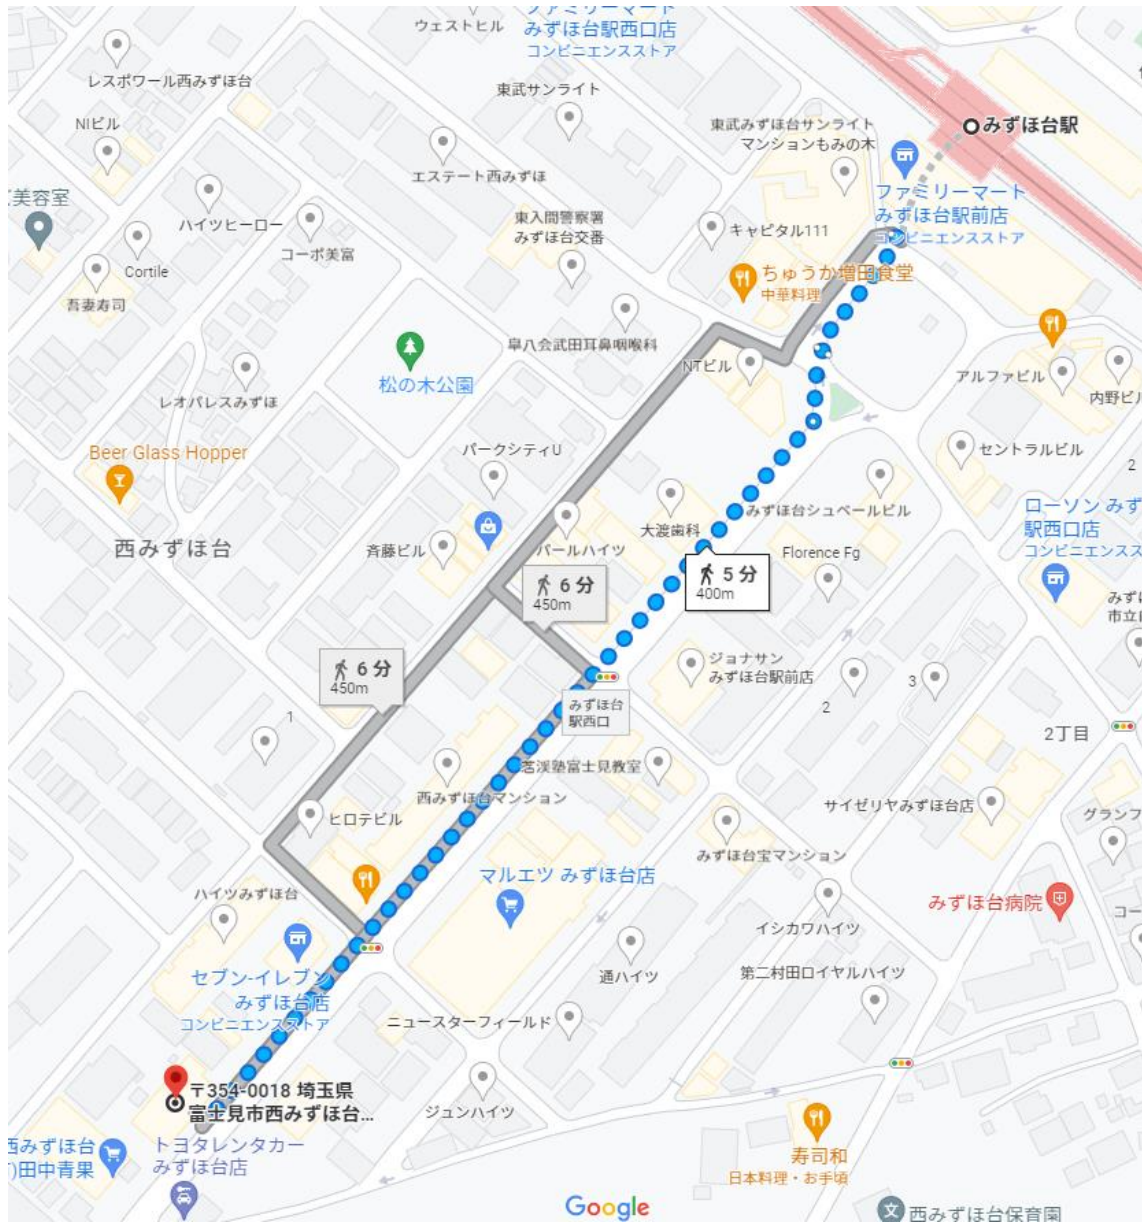 ファミリーマート
みずほ台駅西口店
コンビニエンスストア
ウェストヒル
レスポワール西みずほ台
東武サンライト
NIビル
東武みずほ台サンライト
マンションもみの木
みずほ台駅
エステート西みずほ
美容室
ハイツヒーロー
ファミリーマート
みずほ台駅前店
コンビニエンスストア
東入間警察署
みずほ台交番
キャピタル111
コーポ美富
Cortile
ちゅうか増田食堂
中華料理
吾妻寿司
皐八会武田耳鼻咽喉科
NTビル
松の木公園
アルファビル
内野ビル
レオパレスみずほ
Beer Glass Hopper
パークシティU
セントラルビル
2
大渡歯科
みずほ台シュベールビル
ローソン みず
駅西口店
コンビニエンスス
西みずほ台
斉藤ビル
パールハイツ
Florence Fg
5 分
400m
6 分
450m
みずほ
市立
6 分
450m
ジョナサン
みずほ台駅前店
3
みずほ台
駅西口
1
2
2丁目
芝渓塾富士見教室
西みずほ台マンション
ヒロテビル
サイゼリヤみずほ台店
グランフ
みずほ台宝マンション
マルエツ みずほ台店
ハイツみずほ台
みずほ台病院
コー
イシカワハイツ
セブン-イレブン
みずほ台店
コンビニエンスストア
通ハイツ
第二村田ロイヤルハイツ
ニュースターフィールド
〒354-0018 埼玉県
富士見市西みずほ台...
ジュンハイツ
西みずほ台
)田中青果
トヨタレンタカー
みずほ台店
寿司和
日本料理・お手頃
Google
文
西みずほ台保育園